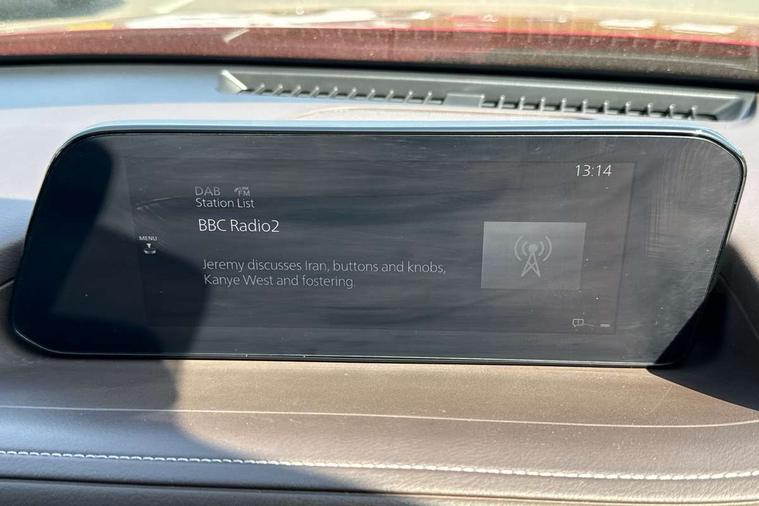 13:14
DAB FM
Station List
BBC Radio2
MENU
Jeremy discusses Iran, buttons and knobs,
Kanye West and fostering.